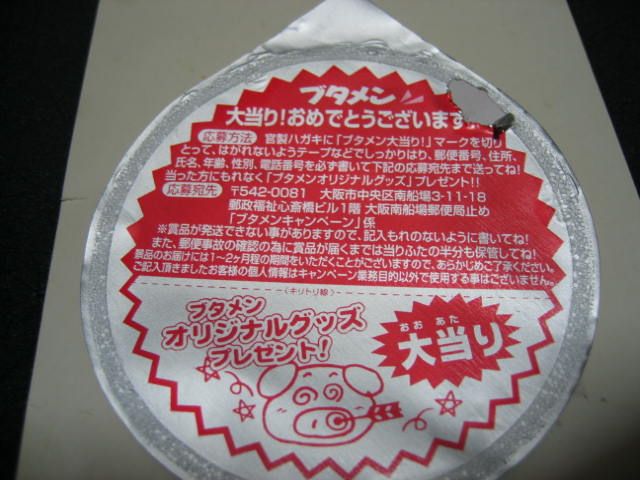 ブタメン
大当り!おめでとうございます!!
応募方法 官製ハガキに「ブタメン大当り!」マークを切り
とって、はがれないようテープなどでしっかりはり、郵便番号、住所、
氏名、年齢、性別、電話番号を必ず書いて下記の応募宛先まで送ってね!
当った方にもれなく「ブタメンオリジナルグッズ」プレゼント!!
応募宛先 〒542-0081 大阪市中央区南船場3-11-18
郵政福祉心斎橋ビル1階 大阪南船場郵便局止め
「ブタメンキャンペーン」係
※賞品が発送できない事がありますので、記入もれのないように書いてね!
また、郵便事故の確認の為に賞品が届くまでは当りぶたの半分も保管してね!
景品のお届けには1~2ヶ月程の期間をいただくことがございますので、あらかじめご了承ください。
ご記入頂きましたお客様の個人情報はキャンペーン業務目的以外で使用する事はございません。
〈キリトリ線〉
ブタメン
オリジナルグッズ
プレゼント!
おお あた
大当り